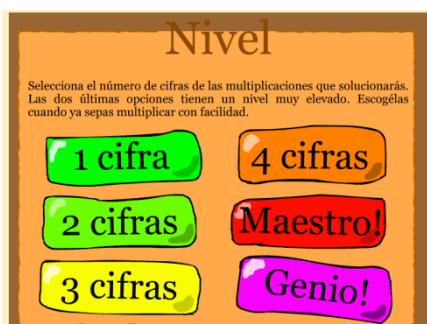 Nivel
Selecciona el número de cifras de las multiplicaciones que solucionarás.
Las dos últimas opciones tienen un nivel muy elevado. Escogélas
cuando ya sepas multiplicar con facilidad.
1 cifra
4 cifras
2 cifras
Maestro!
3 cifras
Genio!